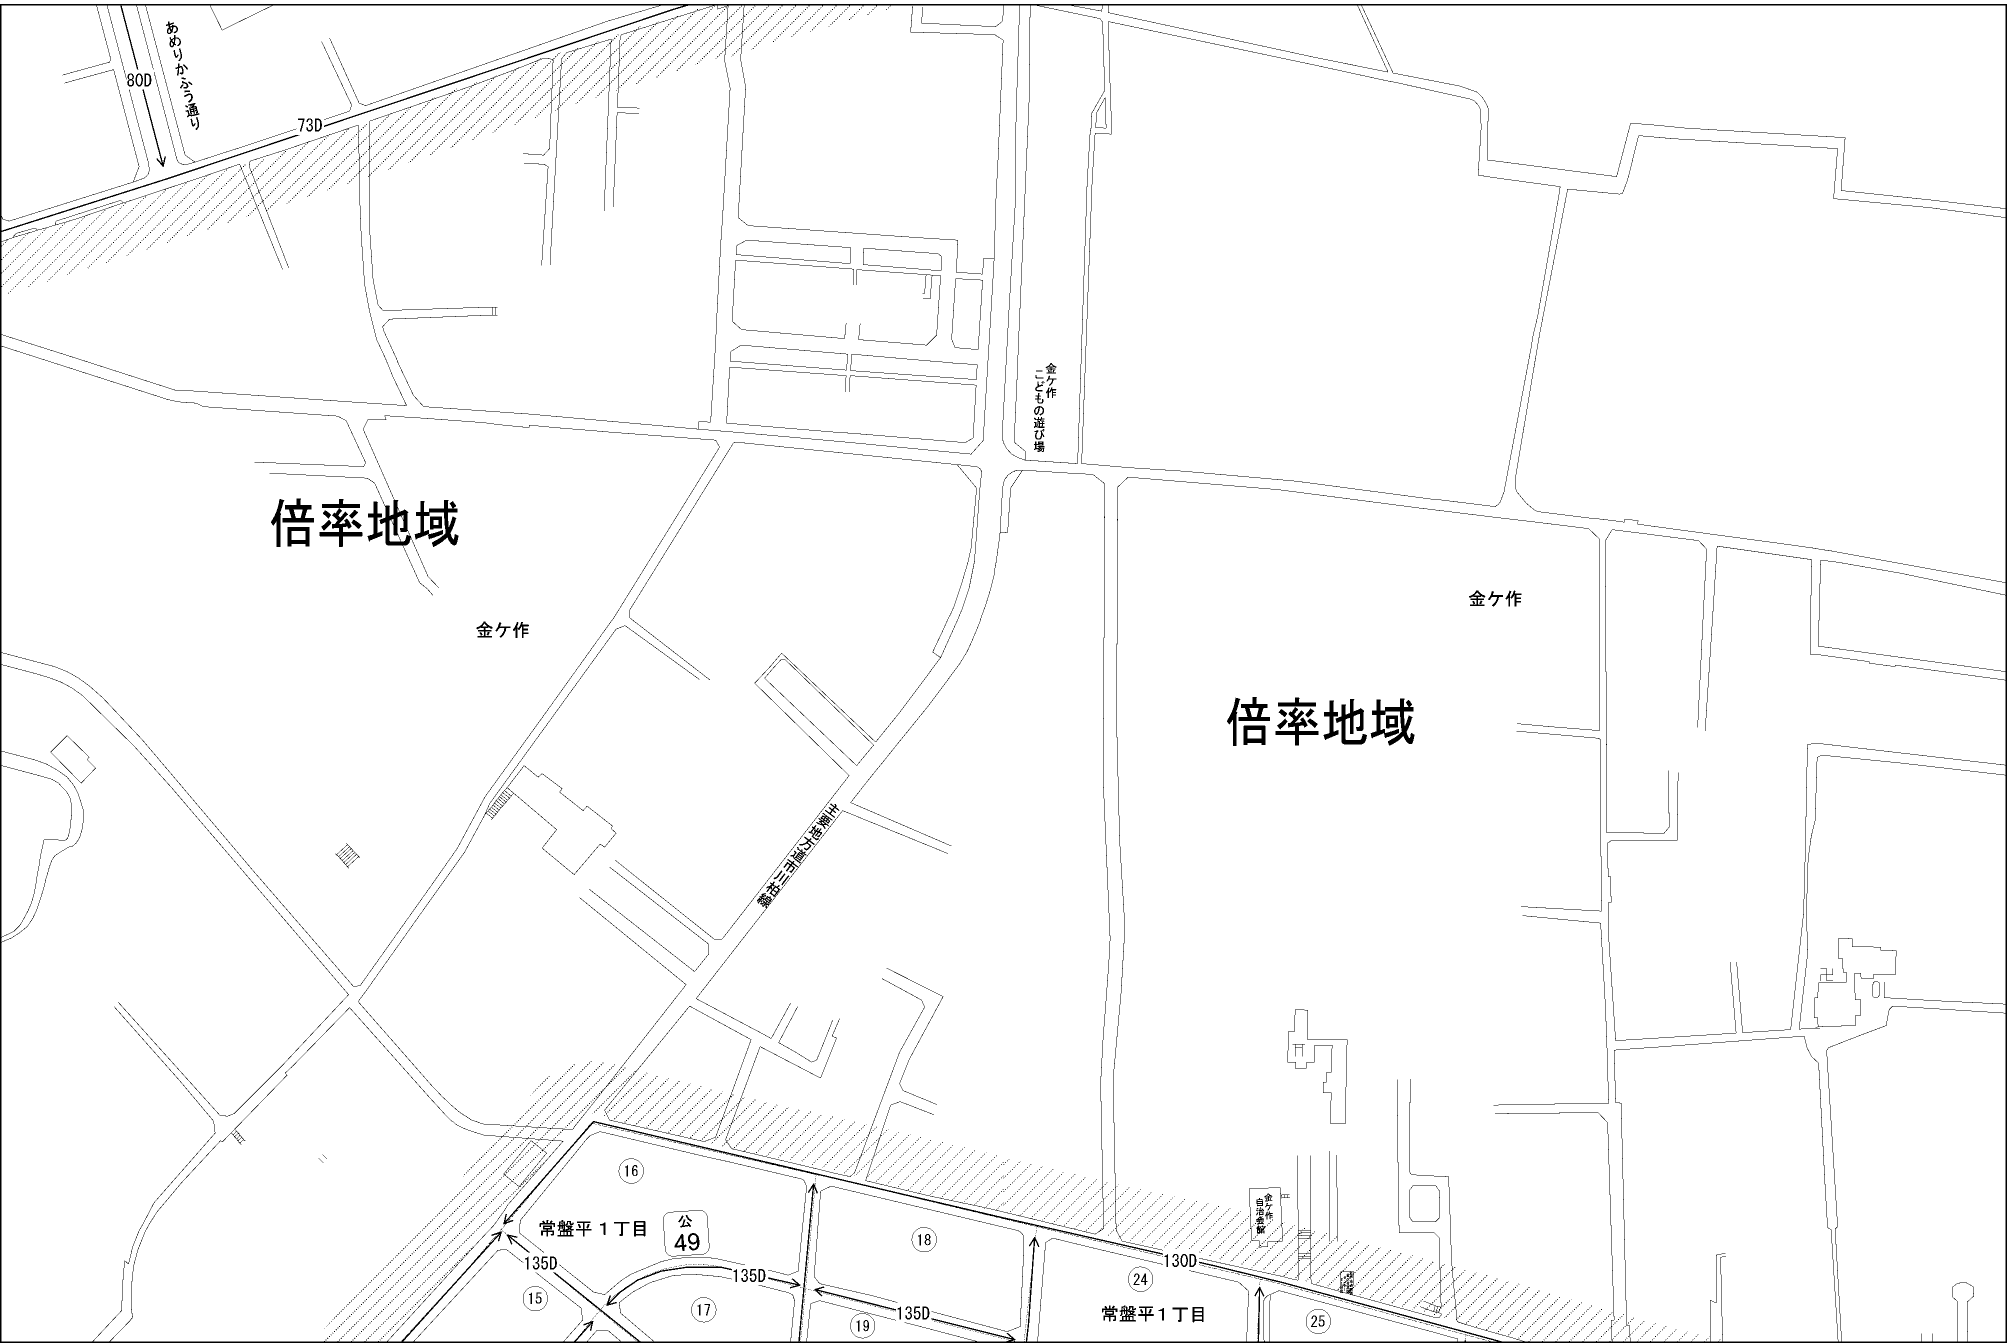 あめりかふう通り
80D
73D
金ケ作
こどもの遊び場
倍率地域
金ケ作
金ケ作
倍率地域
主要地方道市川柏線
16
常盤平１丁目
公
49
18
金ケ作
自治会館
135D
135D
130D
24
15
17
135D
19
常盤平１丁目
25